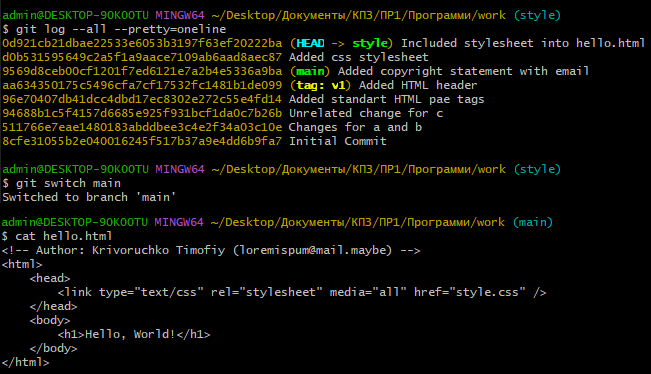 admin@DESKTOP-90KOOTU MINGW64 ~/Desktop/Документы/КПЗ/ПР1/Программи/work (style)
$ git log --all --pretty=oneline
0d921cb21dbae22533e6053b3197f63ef20222ba (HEAD -> style) Included stylesheet into hello.html
d0b531595649c2a5f1a9aace7109ab6aad8aec87 Added css stylesheet
9569d8ceb00cf1201f7ed6121e7a2b4e5336a9ba (main) Added copyright statement with email
aa634350175c5496cfa7cf17532fc1481b1de099 (tag: v1) Added HTML header
96e70407db41dcc4dbd17ec8302e272c55e4fd14 Added standart HTML pae tags
94688b1c5f4157d6685e925f931bcf1da0c7b26b Unrelated change for c
511766e7eae1480183abddbee3c4e2f34a03c10e Changes for a and b
8cfe31055b2e040016245f517b37a9e4dd6b9fa7 Initial Commit
admin@DESKTOP-90KOOTU MINGW64 ~/Desktop/Документы/КПЗ/ПР1/Программи/work (style)
$ git switch main
Switched to branch 'main'
admin@DESKTOP-90KOOTU MINGW64 ~/Desktop/Документы/КПЗ/ПР1/Программи/work (main)
$ cat hello.html
<!-- Author: Krivoruchko Timofiy (loremispum@mail.maybe) -->
<html>
    <head>
        <link type="text/css" rel="stylesheet" media="all" href="style.css" />
    </head>
    <body>
        <h1>Hello, World!</h1>
    </body>
</html>